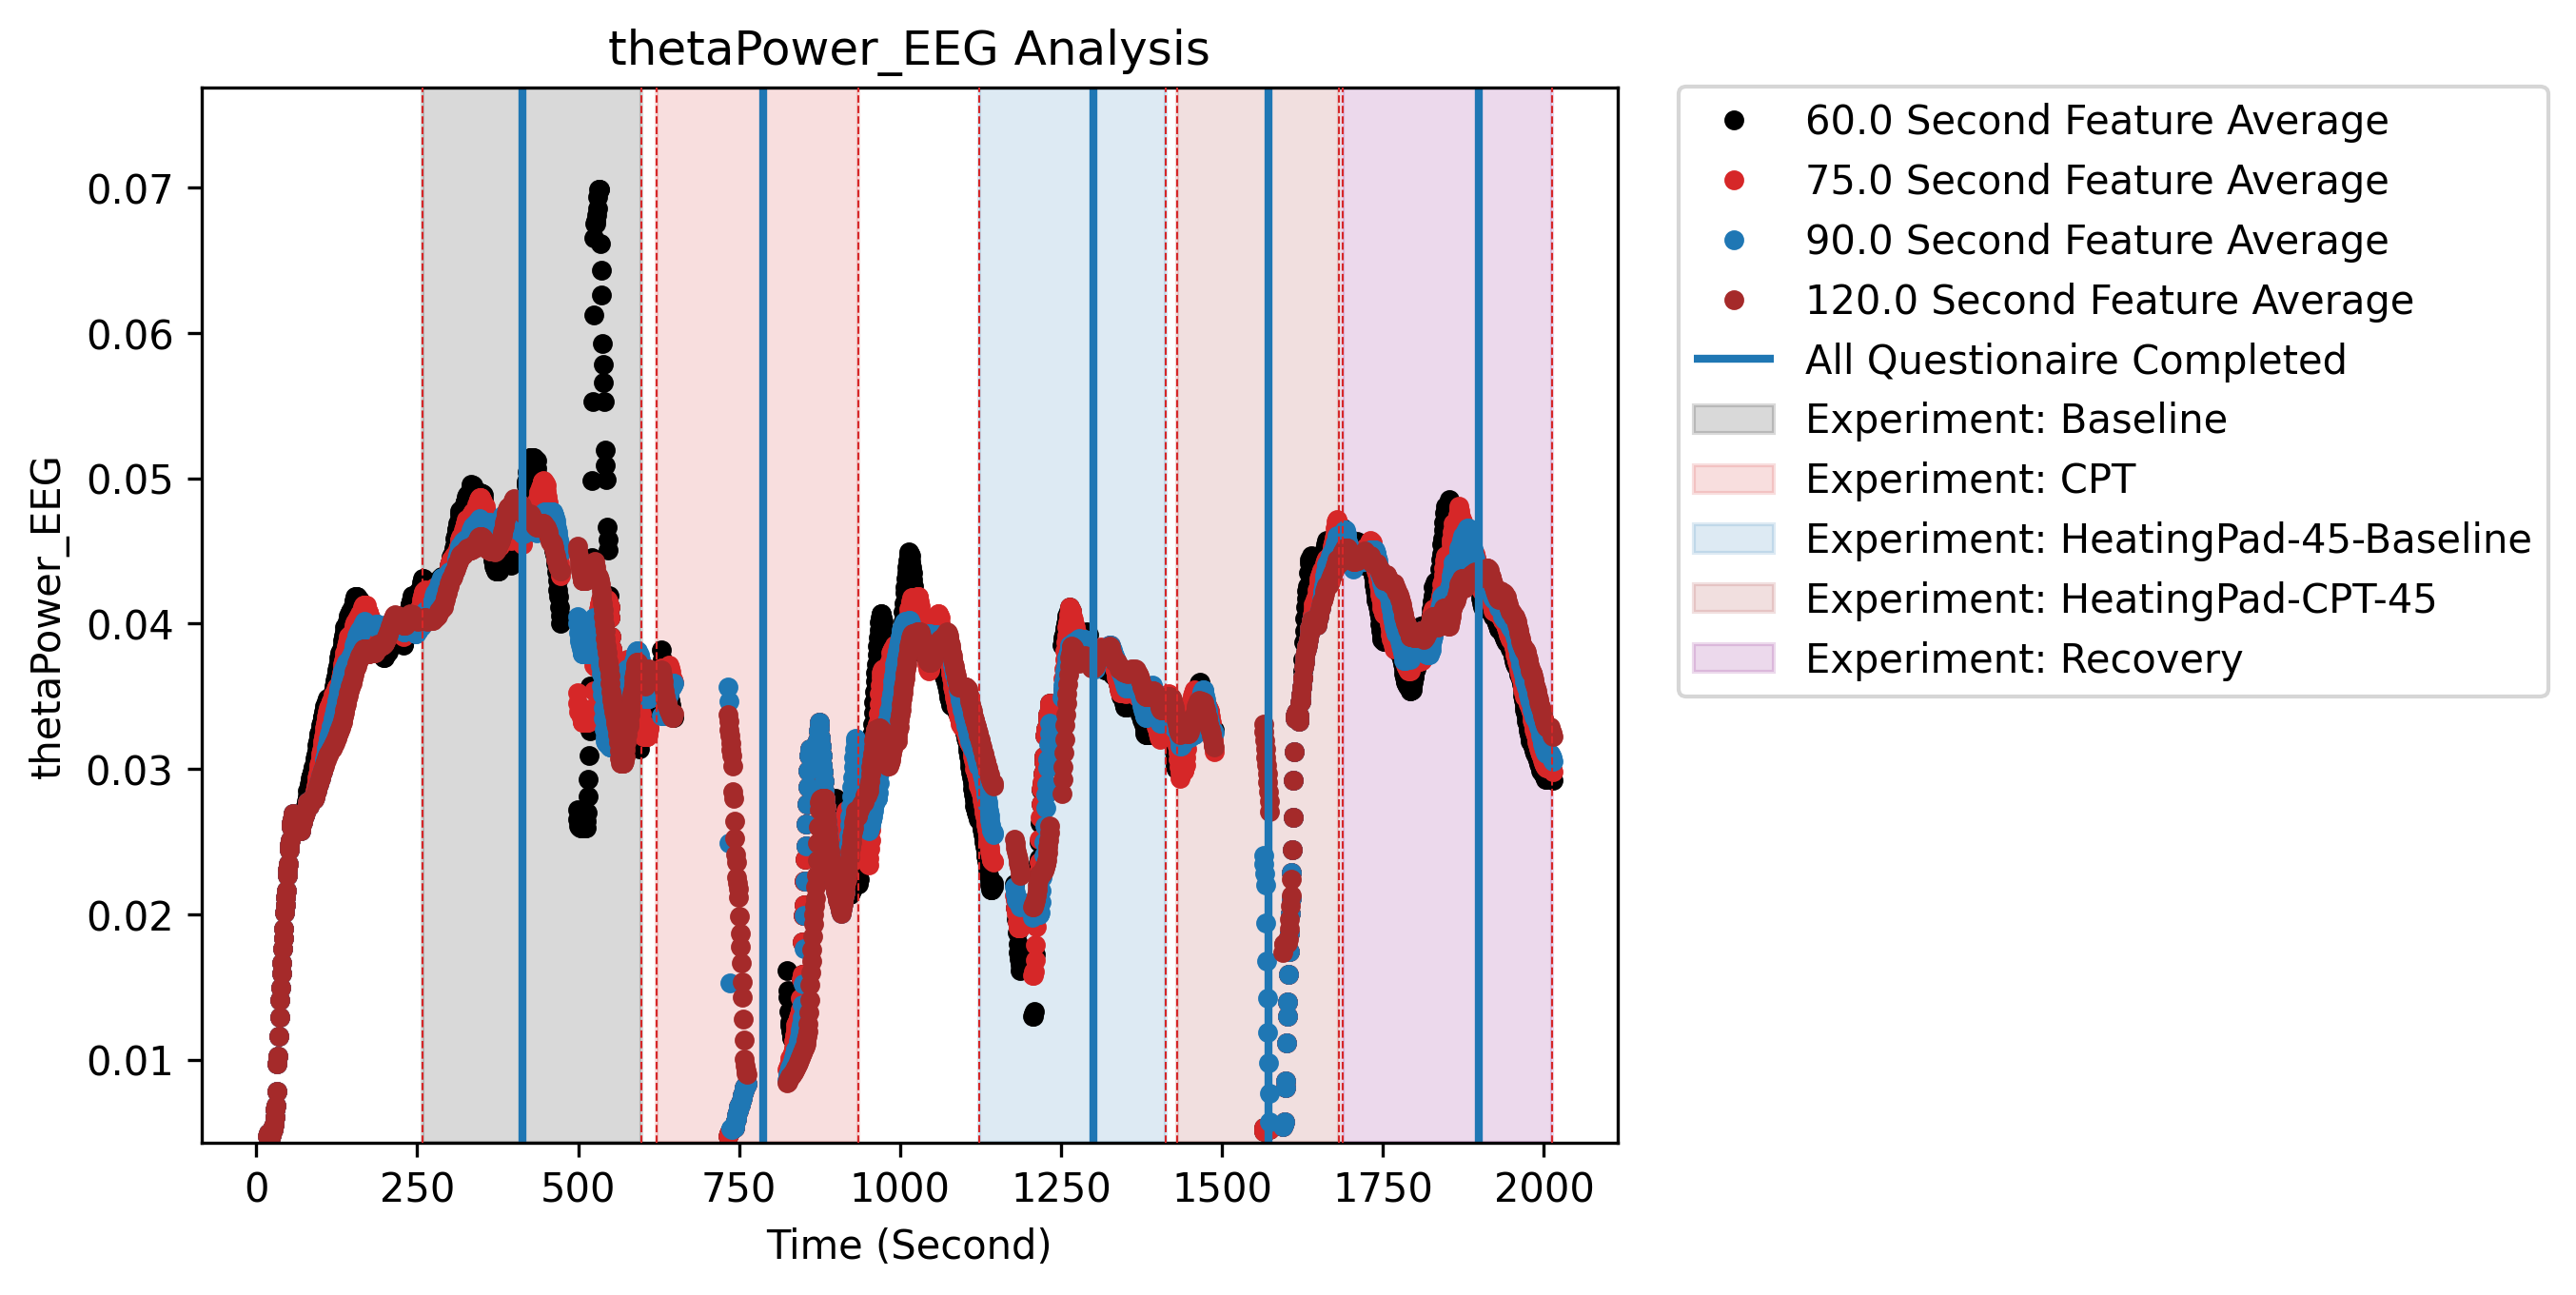 thetaPower_EEG Analysis
thetaPower_EEG
0.07
0.06
0.05
0.04
0.03
0.02
0.01
0 250 500 750 1000 1250 1500 1750 2000
Time (Second)
60.0 Second Feature Average
75.0 Second Feature Average
90.0 Second Feature Average
120.0 Second Feature Average
All Questionaire Completed
Experiment: Baseline
Experiment: CPT
Experiment: HeatingPad-45-Baseline
Experiment: HeatingPad-CPT-45
Experiment: Recovery